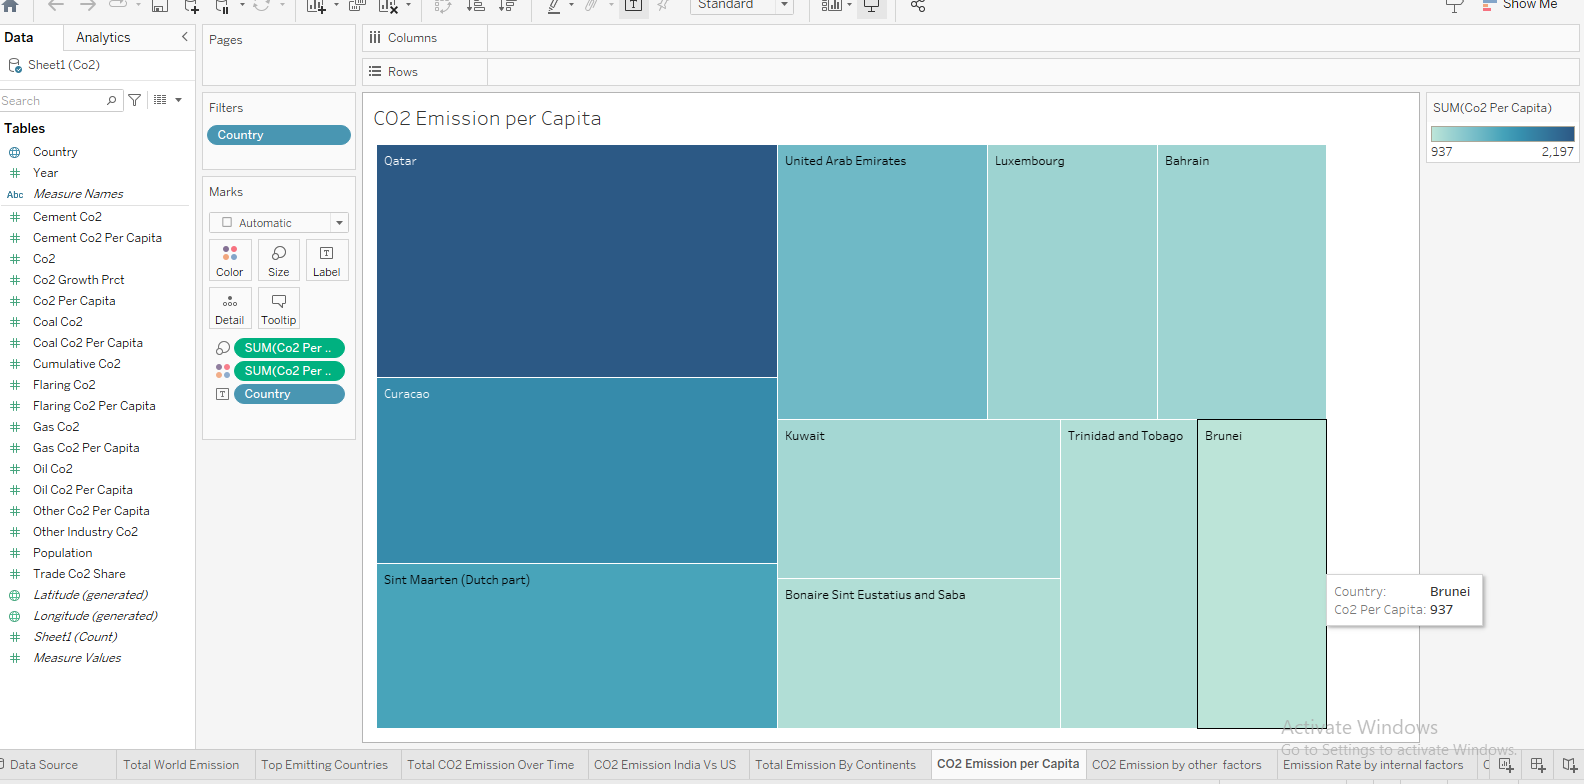 Standard
Show Me
Data
Analytics
Sheet1 (Co2)
Search
Tables
Country
Year
Abc
Measure Names
Cement Co2
Cement Co2 Per Capita
Co2
Co2 Growth Prct
Co2 Per Capita
Coal Co2
Coal Co2 Per Capita
Cumulative Co2
Flaring Co2
Flaring Co2 Per Capita
Gas Co2
Gas Co2 Per Capita
Oil Co2
Oil Co2 Per Capita
Other Co2 Per Capita
Other Industry Co2
Population
Trade Co2 Share
Latitude (generated)
Longitude (generated)
Sheet1 (Count)
Measure Values
Pages
Filters
Country
Marks
Automatic
Color
Size
Label
Detail
Tooltip
SUM(Co2 Per ..
SUM(Co2 Per ..
Country
Columns
Rows
CO2 Emission per Capita
Qatar
United Arab Emirates
Luxembourg
Bahrain
Curacao
Kuwait
Trinidad and Tobago
Brunei
Sint Maarten (Dutch part)
Bonaire Sint Eustatius and Saba
Country: Brunei
Co2 Per Capita: 937
SUM(Co2 Per Capita)
937 2,197
Activate Windows
Go to Settings to activate Windows.
Data Source
Total World Emission
Top Emitting Countries
Total CO2 Emission Over Time
CO2 Emission India Vs US
Total Emission By Continents
CO2 Emission per Capita
CO2 Emission by other factors
Emission Rate by internal factors